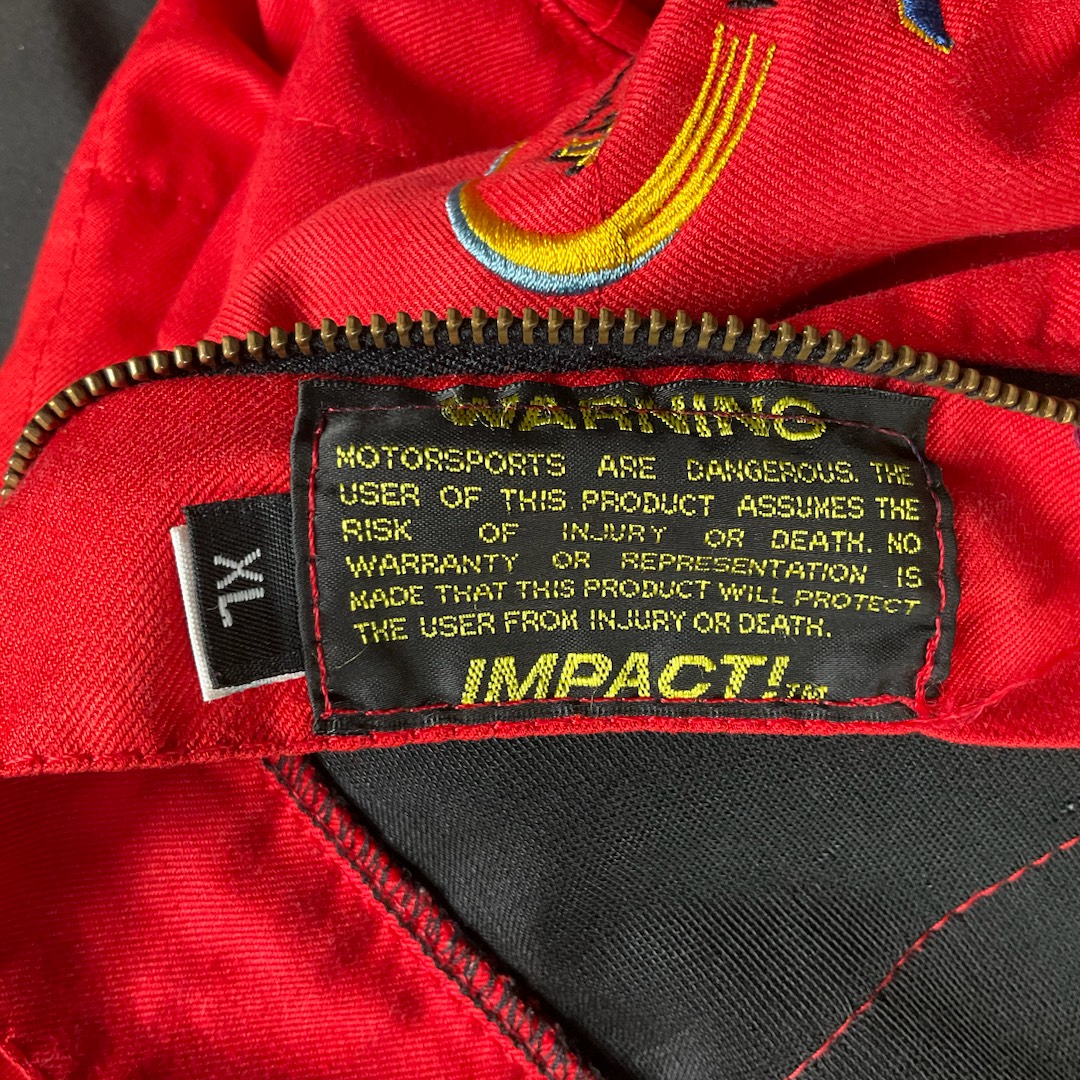 WARNING
MOTORSPORTS ARE DANGEROUS. THE
USER OF THIS PRODUCT ASSUMES THE
RISK OF INJURY OR DEATH. NO
WARRANTY OR REPRESENTATION IS
MADE THAT THIS PRODUCT WILL PROTECT
THE USER FROM INJURY OR DEATH.
IMPACT!TM
XL